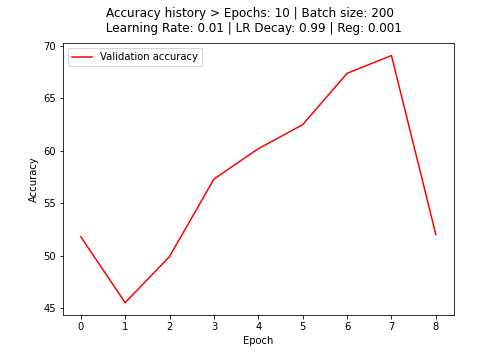 Accuracy history > Epochs: 10 | Batch size: 200
Learning Rate: 0.01 | LR Decay: 0.99 | Reg: 0.001
Validation accuracy
70
65
60
55
50
45
Accuracy
0 1 2 3 4 5 6 7 8
Epoch